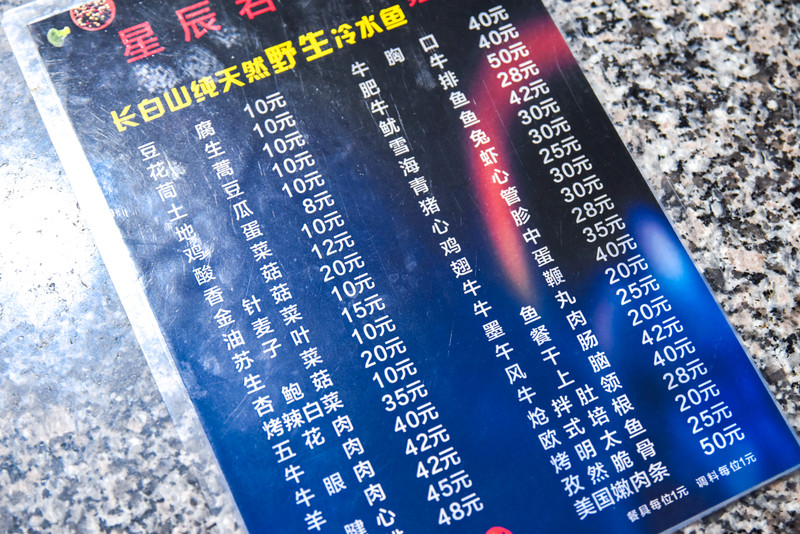 星辰
长白山纯天然野生冷水鱼
豆腐 10元
花生 10元
茼蒿 10元
土豆 10元
地瓜 10元
鸡蛋 8元
酸菜 10元
香菇 12元
金针菇 20元
油麦菜 10元
苏子叶 15元
生菜 10元
杏鲍菇 20元
烤辣白菜 10元
五花肉 35元
牛肉 40元
牛眼肉 42元
羊肉 42元
腱心 45元
48元
牛胸口 40元
肥牛 40元
牛排 50元
鱿鱼 28元
雪鱼 42元
海兔 30元
青虾 30元
猪心 25元
心管 30元
鸡胗 30元
翅中 28元
牛蛋 35元
牛鞭 40元
墨鱼丸 20元
午餐肉 25元
风干肠 20元
牛上脑 42元
炝拌肚领 40元
欧式培根 28元
烤明太鱼 20元
孜然脆骨 25元
美国嫩肉条 50元
餐具每位1元 调料每位1元